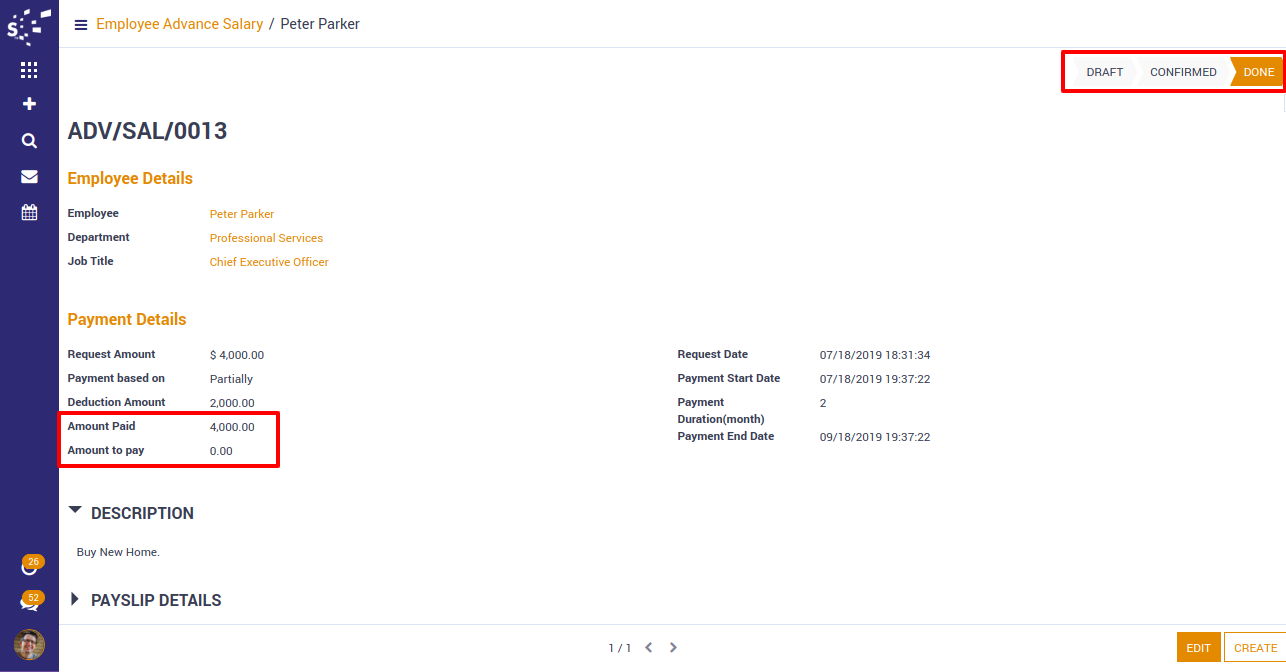 S
Employee Advance Salary / Peter Parker
DRAFT CONFIRMED DONE
ADV/SAL/0013
Employee Details
Employee Peter Parker
Department Professional Services
Job Title Chief Executive Officer
Payment Details
Request Amount $ 4,000.00
Payment based on Partially
Deduction Amount 2,000.00
Amount Paid 4,000.00
Amount to pay 0.00
Request Date 07/18/2019 18:31:34
Payment Start Date 07/18/2019 19:37:22
Payment 2
Duration(month)
Payment End Date 09/18/2019 19:37:22
DESCRIPTION
Buy New Home.
PAYSLIP DETAILS
26
52
1 / 1
EDIT CREATE